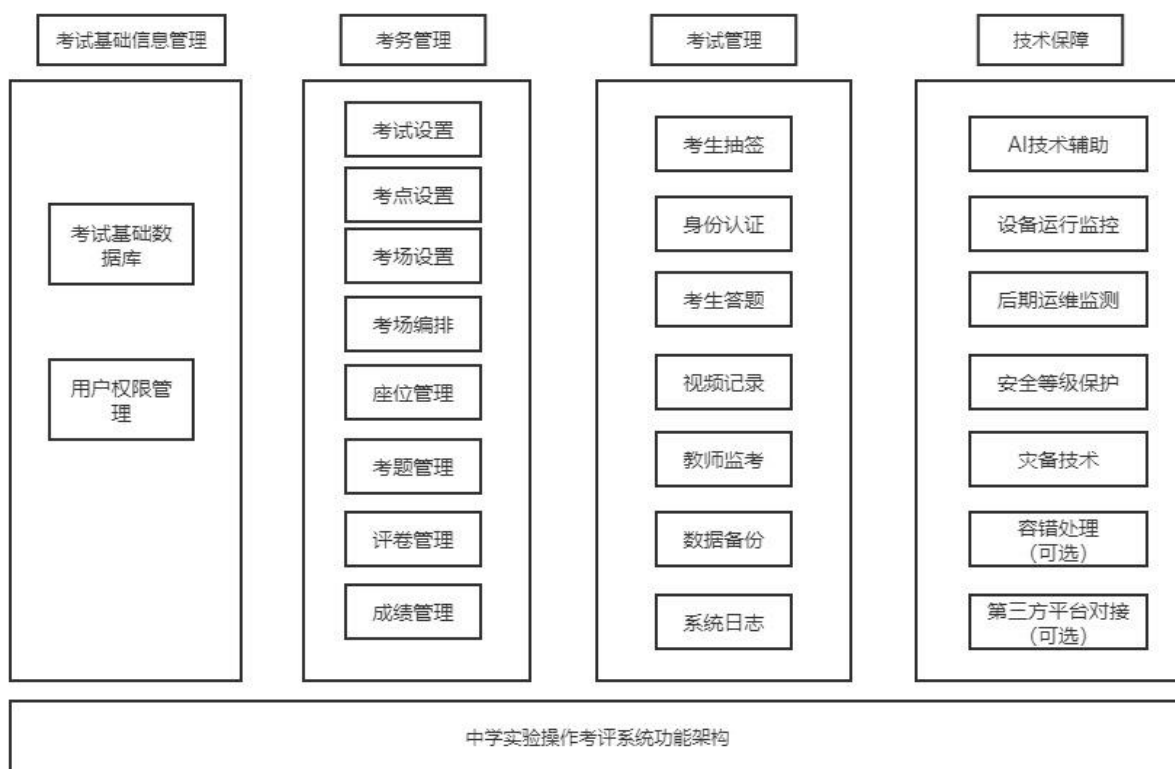 考试基础信息管理
考务管理
考试管理
技术保障
考试基础数
据库
用户权限管
理
考试设置
考点设置
考场设置
考场编排
座位管理
考题管理
评卷管理
成绩管理
考生抽签
身份认证
考生答题
视频记录
教师监考
数据备份
系统日志
AI技术辅助
设备运行监控
后期运维监测
安全等级保护
灾备技术
容错处理
(可选)
第三方平台对接
(可选)
中学实验操作考评系统功能架构